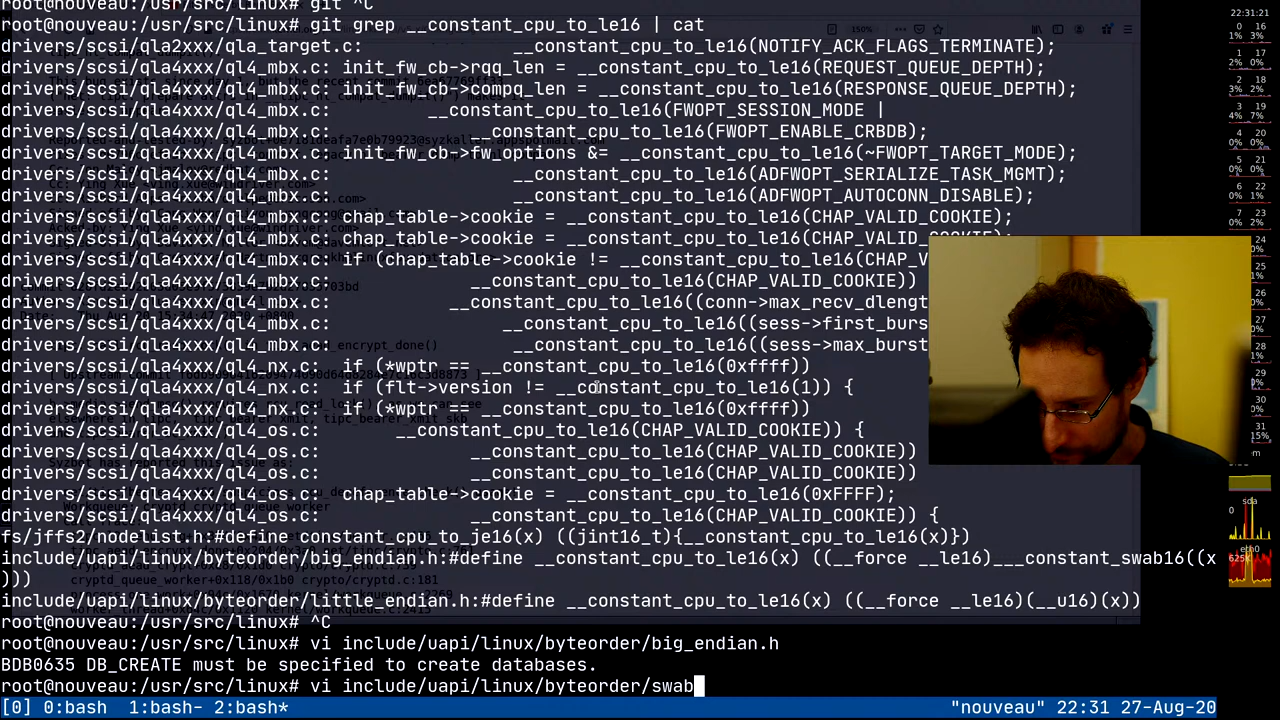 root@nouveau:/usr/src/linux# git ^C
root@nouveau:/usr/src/linux# git grep __constant_cpu_to_le16 | cat
drivers/scsi/qla2xxx/qla_target.c: __constant_cpu_to_le16(NOTIFY_ACK_FLAGS_TERMINATE);
drivers/scsi/qla4xxx/ql4_mbx.c: init_fw_cb->rqq_len = __constant_cpu_to_le16(REQUEST_QUEUE_DEPTH);
drivers/scsi/qla4xxx/ql4_mbx.c: init_fw_cb->compq_len = __constant_cpu_to_le16(RESPONSE_QUEUE_DEPTH);
drivers/scsi/qla4xxx/ql4_mbx.c: __constant_cpu_to_le16(FWOPT_SESSION_MODE |
drivers/scsi/qla4xxx/ql4_mbx.c: __constant_cpu_to_le16(FWOPT_ENABLE_CRBDB);
drivers/scsi/qla4xxx/ql4_mbx.c: init_fw_cb->fw_options &= __constant_cpu_to_le16(~FWOPT_TARGET_MODE);
drivers/scsi/qla4xxx/ql4_mbx.c: __constant_cpu_to_le16(ADFWOPT_SERIALIZE_TASK_MGMT);
drivers/scsi/qla4xxx/ql4_mbx.c: __constant_cpu_to_le16(ADFWOPT_AUTOCONN_DISABLE);
drivers/scsi/qla4xxx/ql4_mbx.c: chap_table->cookie = __constant_cpu_to_le16(CHAP_VALID_COOKIE);
drivers/scsi/qla4xxx/ql4_mbx.c: chap_table->cookie = __constant_cpu_to_le16(CHAP_VALID_COOKIE);
drivers/scsi/qla4xxx/ql4_mbx.c: if (chap_table->cookie != __constant_cpu_to_le16(CHAP_V
drivers/scsi/qla4xxx/ql4_mbx.c: __constant_cpu_to_le16(CHAP_VALID_COOKIE))
drivers/scsi/qla4xxx/ql4_mbx.c: __constant_cpu_to_le16((conn->max_recv_dlengt
drivers/scsi/qla4xxx/ql4_mbx.c: __constant_cpu_to_le16((sess->first_burs
drivers/scsi/qla4xxx/ql4_mbx.c: __constant_cpu_to_le16((sess->max_burst
drivers/scsi/qla4xxx/ql4_nx.c: if (*wptr == __constant_cpu_to_le16(0xffff))
drivers/scsi/qla4xxx/ql4_nx.c: if (flt->version != __constant_cpu_to_le16(1)) {
drivers/scsi/qla4xxx/ql4_nx.c: if (*wptr == __constant_cpu_to_le16(0xffff))
drivers/scsi/qla4xxx/ql4_os.c: __constant_cpu_to_le16(CHAP_VALID_COOKIE)) {
drivers/scsi/qla4xxx/ql4_os.c: __constant_cpu_to_le16(CHAP_VALID_COOKIE))
drivers/scsi/qla4xxx/ql4_os.c: __constant_cpu_to_le16(CHAP_VALID_COOKIE))
drivers/scsi/qla4xxx/ql4_os.c: chap_table->cookie = __constant_cpu_to_le16(0xFFFF);
drivers/scsi/qla4xxx/ql4_os.c: __constant_cpu_to_le16(CHAP_VALID_COOKIE)) {
fs/jffs2/nodelist.h:#define constant_cpu_to_je16(x) ((jint16_t){__constant_cpu_to_le16(x)})
include/uapi/linux/byteorder/big_endian.h:#define __constant_cpu_to_le16(x) ((__force __le16)___constant_swab16((x
)))
include/uapi/linux/byteorder/little_endian.h:#define __constant_cpu_to_le16(x) ((__force __le16)(__u16)(x))
root@nouveau:/usr/src/linux# ^C
root@nouveau:/usr/src/linux# vi include/uapi/linux/byteorder/big_endian.h
BDB0635 DB_CREATE must be specified to create databases.
root@nouveau:/usr/src/linux# vi include/uapi/linux/byteorder/swab
[0] 0:bash 1:bash- 2:bash* "nouveau" 22:31 27-Aug-20
22:31:21
sda
eth0